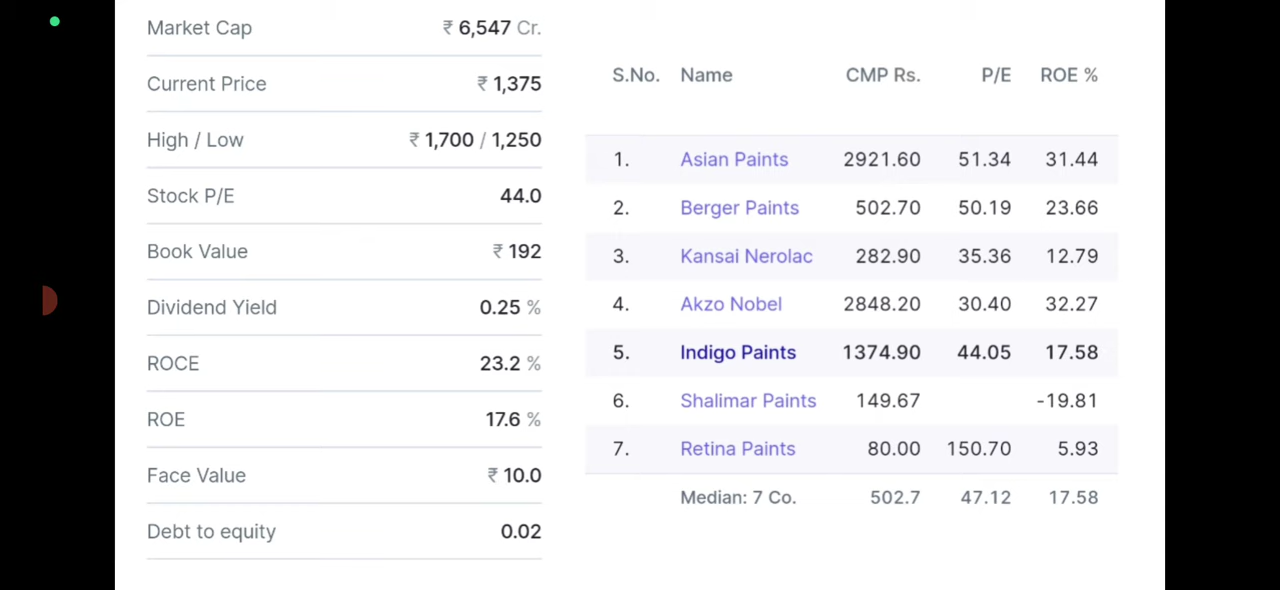 Market Cap ₹ 6,547 Cr.
Current Price ₹ 1,375
High / Low ₹ 1,700 / 1,250
Stock P/E 44.0
Book Value ₹ 192
Dividend Yield 0.25 %
ROCE 23.2 %
ROE 17.6 %
Face Value ₹ 10.0
Debt to equity 0.02
S.No. Name CMP Rs. P/E ROE %
1. Asian Paints 2921.60 51.34 31.44
2. Berger Paints 502.70 50.19 23.66
3. Kansai Nerolac 282.90 35.36 12.79
4. Akzo Nobel 2848.20 30.40 32.27
5. Indigo Paints 1374.90 44.05 17.58
6. Shalimar Paints 149.67 -19.81
7. Retina Paints 80.00 150.70 5.93
Median: 7 Co. 502.7 47.12 17.58